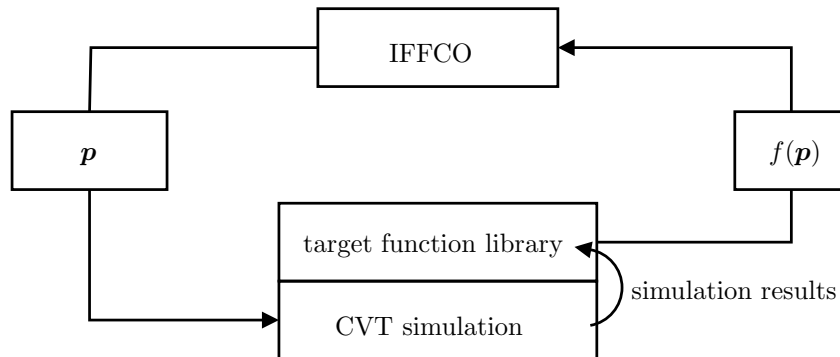 IFFCO
𝒑
f(𝒑)
target function library
simulation results
CVT simulation